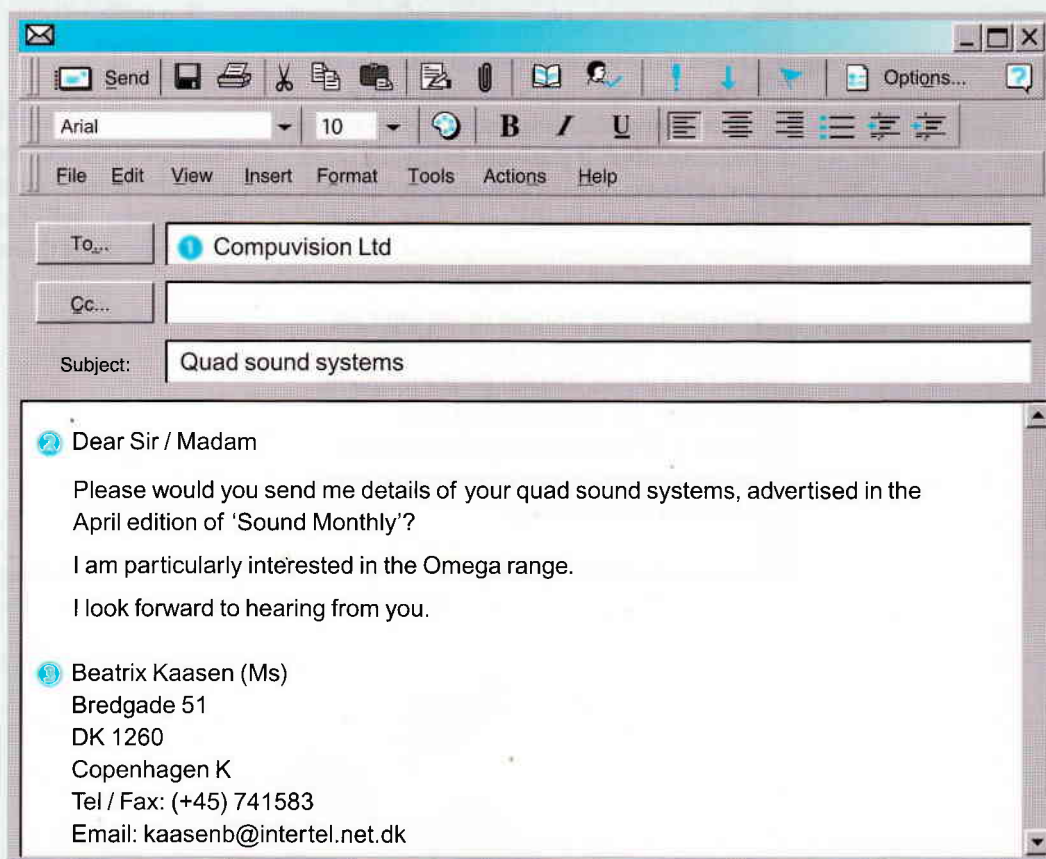 Send
Options...
Arial
10
B I U
File Edit View Insert Format Tools Actions Help
To...
1 Compuvision Ltd
Cc...
Subject:
Quad sound systems
2 Dear Sir / Madam
Please would you send me details of your quad sound systems, advertised in the
April edition of ‘Sound Monthly’?
I am particularly interested in the Omega range.
I look forward to hearing from you.
3 Beatrix Kaasen (Ms)
Bredgade 51
DK 1260
Copenhagen K
Tel / Fax: (+45) 741583
Email: kaasenb@intertel.net.dk